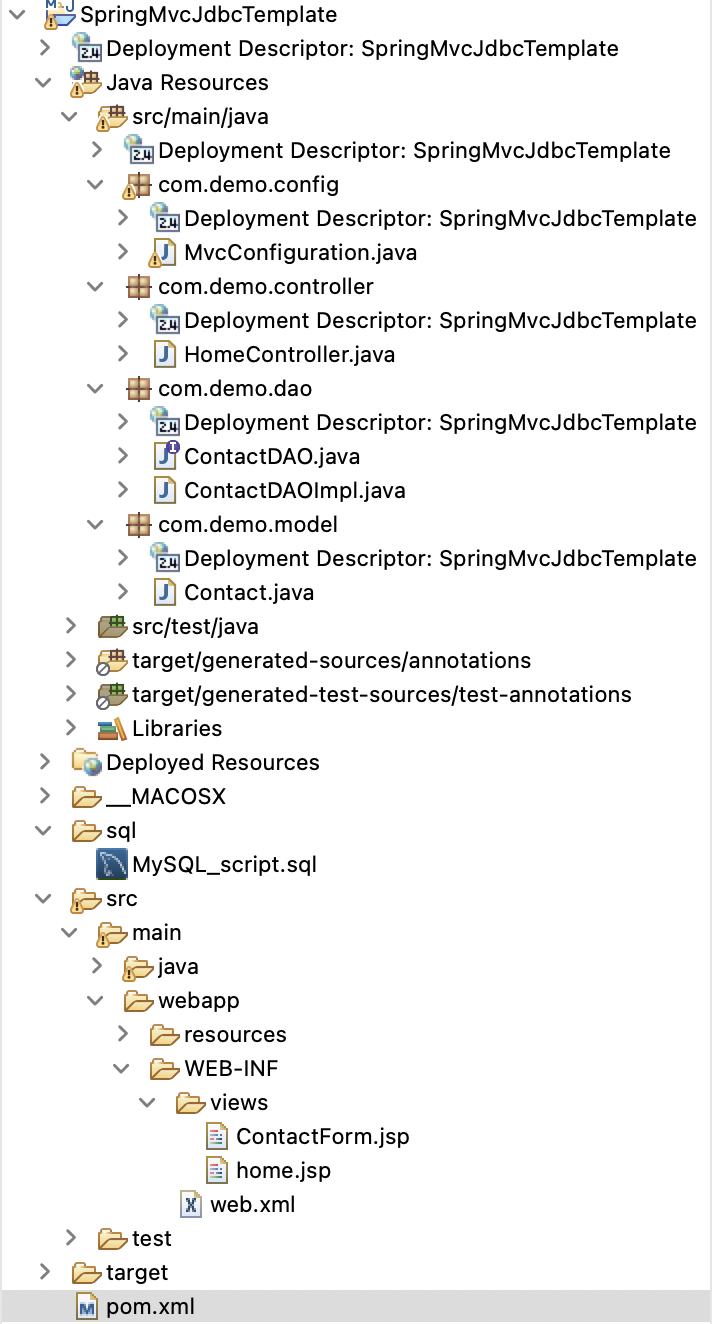 SpringMvcJdbcTemplate
Deployment Descriptor: SpringMvcJdbcTemplate
Java Resources
src/main/java
Deployment Descriptor: SpringMvcJdbcTemplate
com.demo.config
Deployment Descriptor: SpringMvcJdbcTemplate
MvcConfiguration.java
com.demo.controller
Deployment Descriptor: SpringMvcJdbcTemplate
HomeController.java
com.demo.dao
Deployment Descriptor: SpringMvcJdbcTemplate
ContactDAO.java
ContactDAOImpl.java
com.demo.model
Deployment Descriptor: SpringMvcJdbcTemplate
Contact.java
src/test/java
target/generated-sources/annotations
target/generated-test-sources/test-annotations
Libraries
Deployed Resources
__MACOSX
sql
MySQL_script.sql
src
main
java
webapp
resources
WEB-INF
views
ContactForm.jsp
home.jsp
web.xml
test
target
pom.xml